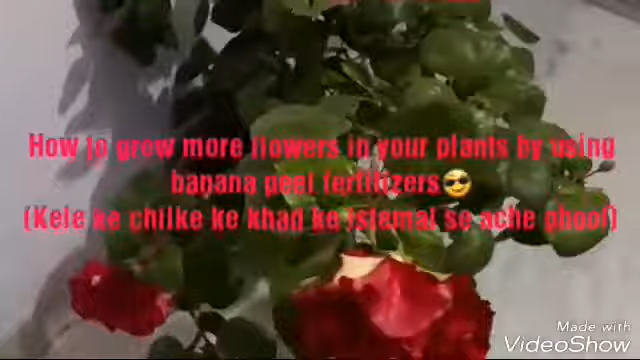 How to grow more flowers in your plants by using
banana peel fertilizers😎
(Kele ke chilke ke khad ke istemal se ache phool)
Made with
VideoShow